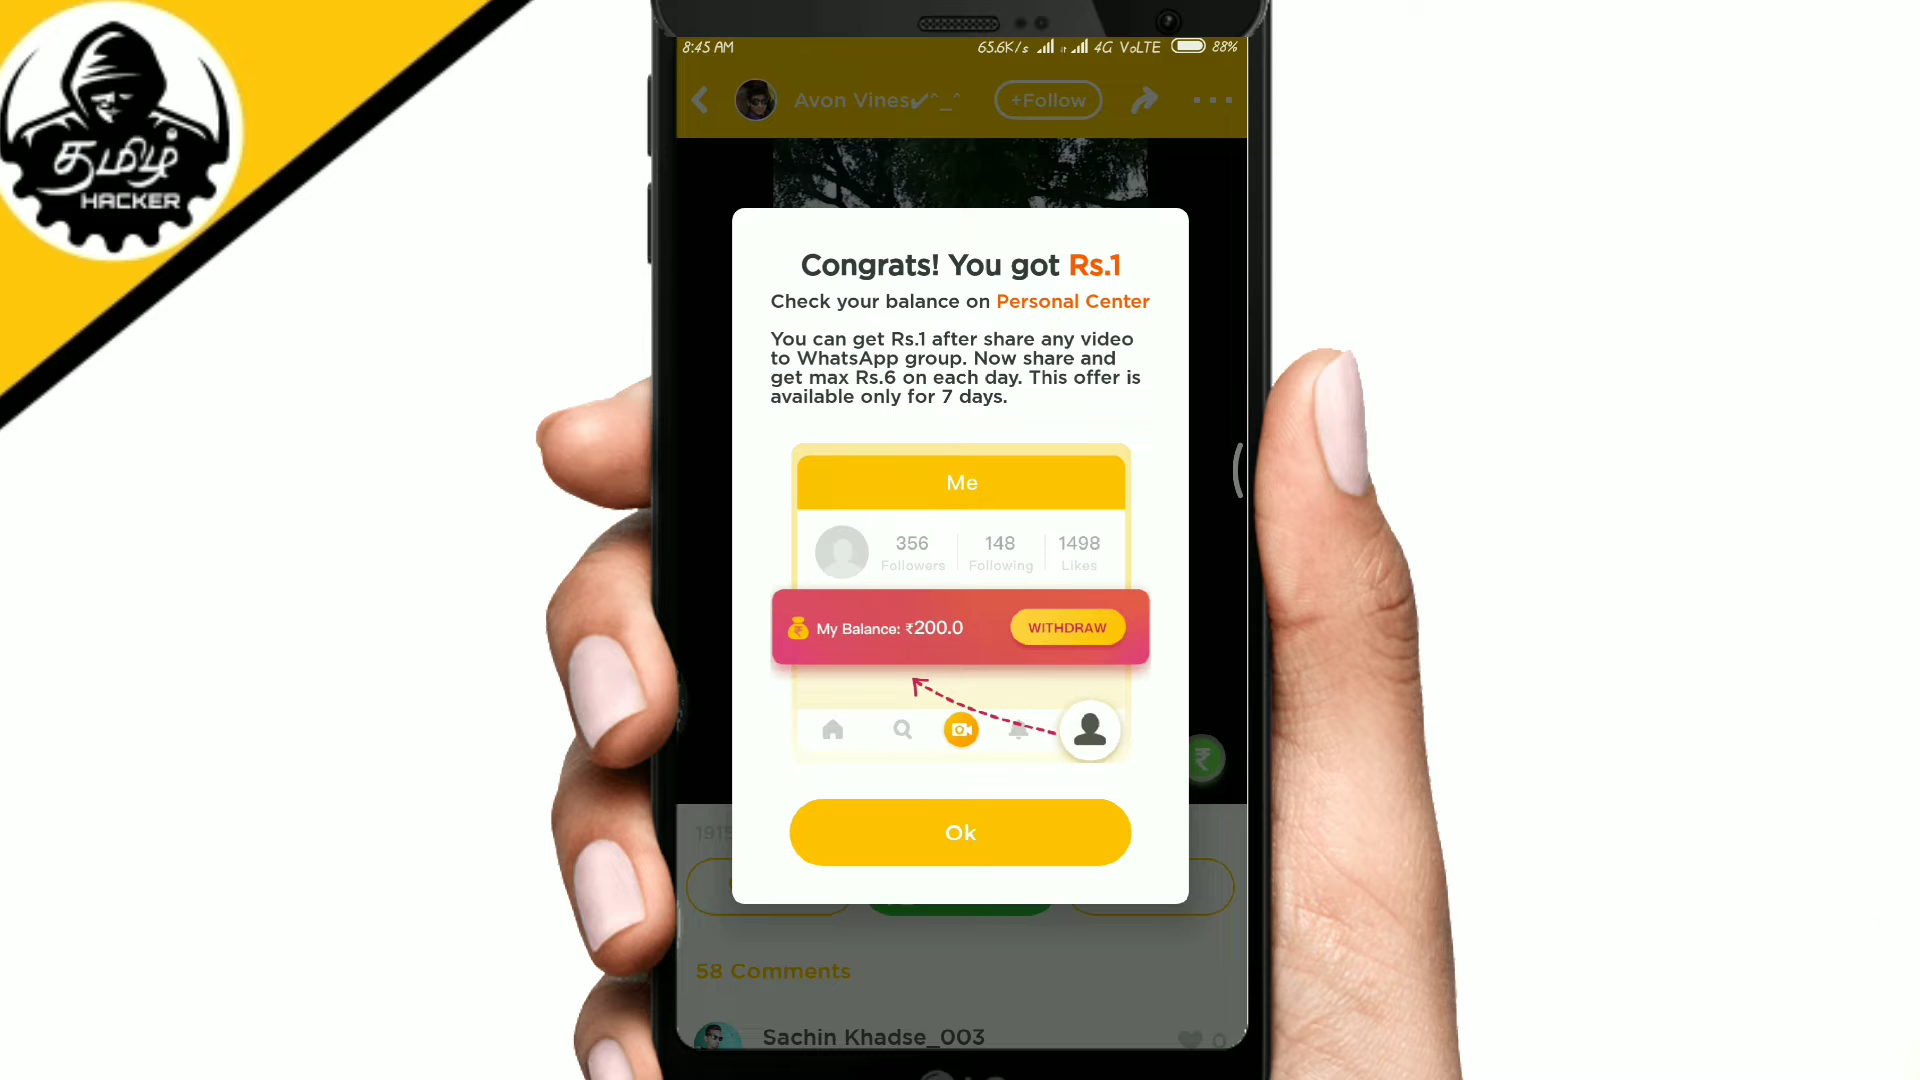 தமிழ்
HACKER
8:45 AM
65.6K/s 4G VoLTE 88%
Avon Vines✔^_^
+Follow
Congrats! You got Rs.1
Check your balance on Personal Center
You can get Rs.1 after share any video
to WhatsApp group. Now share and
get max Rs.6 on each day. This offer is
available only for 7 days.
Me
356
148
1498
Followers
Following
Likes
My Balance: ₹200.0
WITHDRAW
Ok
1915
58 Comments
Sachin Khadse_003
0